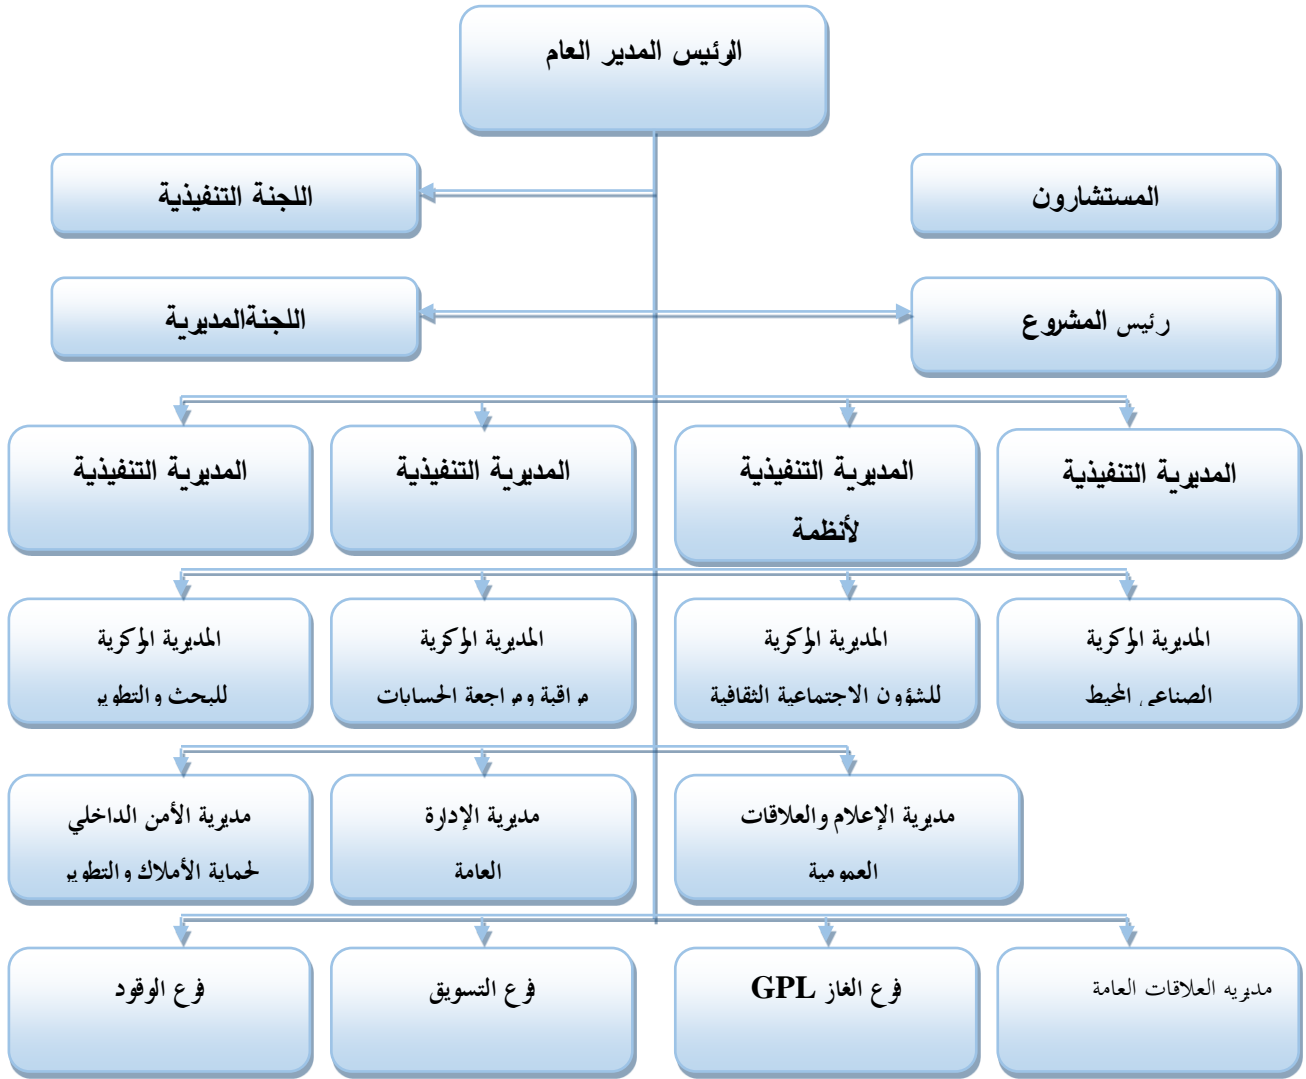 الرئيس المدير العام
المستشارون
اللجنة التنفيذية
رئيس المشروع
اللجنةالمديرية
المديرية التنفيذية
المديرية التنفيذية
لأنظمة
المديرية التنفيذية
المديرية التنفيذية
المديرية المركزية
الصناعي المحيط
المديرية المركزية
للشؤون الاجتماعية الثقافية
المديرية المركزية
مراقبة ومراجعة الحسابات
المديرية المركزية
للبحث والتطوير
مديرية الإعلام والعلاقات
العمومية
مديرية الإدارة
العامة
مديرية الأمن الداخلي
لحماية الأملاك والتطوير
مديريه العلاقات العامة
فرع الغاز GPL
فرع التسويق
فرع الوقود